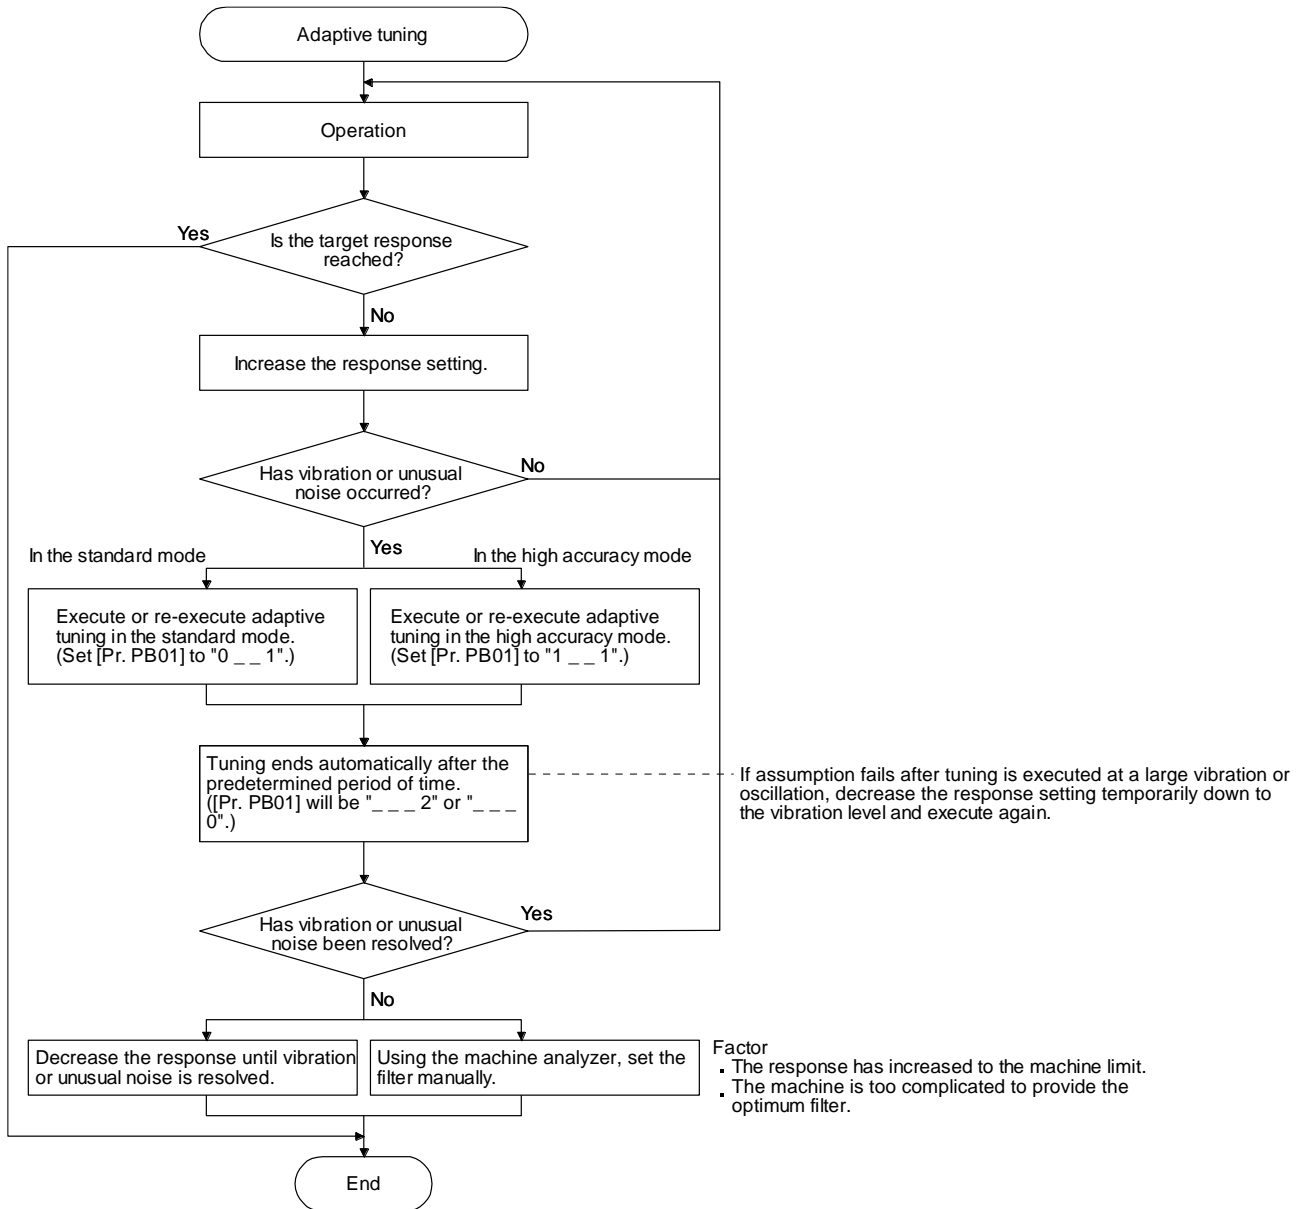 Adaptive tuning
Operation
Yes
Is the target response
reached?
No
Increase the response setting.
Has vibration or unusual
noise occurred?
No
Yes
In the standard mode
In the high accuracy mode
Execute or re-execute adaptive
tuning in the standard mode.
(Set [Pr. PB01] to "0 _ _ 1".)
Execute or re-execute adaptive
tuning in the high accuracy mode.
(Set [Pr. PB01] to "1 _ _ 1".)
Tuning ends automatically after the
predetermined period of time.
([Pr. PB01] will be "_ _ _ 2" or "_ _ _
0".)
If assumption fails after tuning is executed at a large vibration or
oscillation, decrease the response setting temporarily down to
the vibration level and execute again.
Has vibration or unusual
noise been resolved?
Yes
No
Decrease the response until vibration
or unusual noise is resolved.
Using the machine analyzer, set the
filter manually.
Factor
. The response has increased to the machine limit.
. The machine is too complicated to provide the
optimum filter.
End